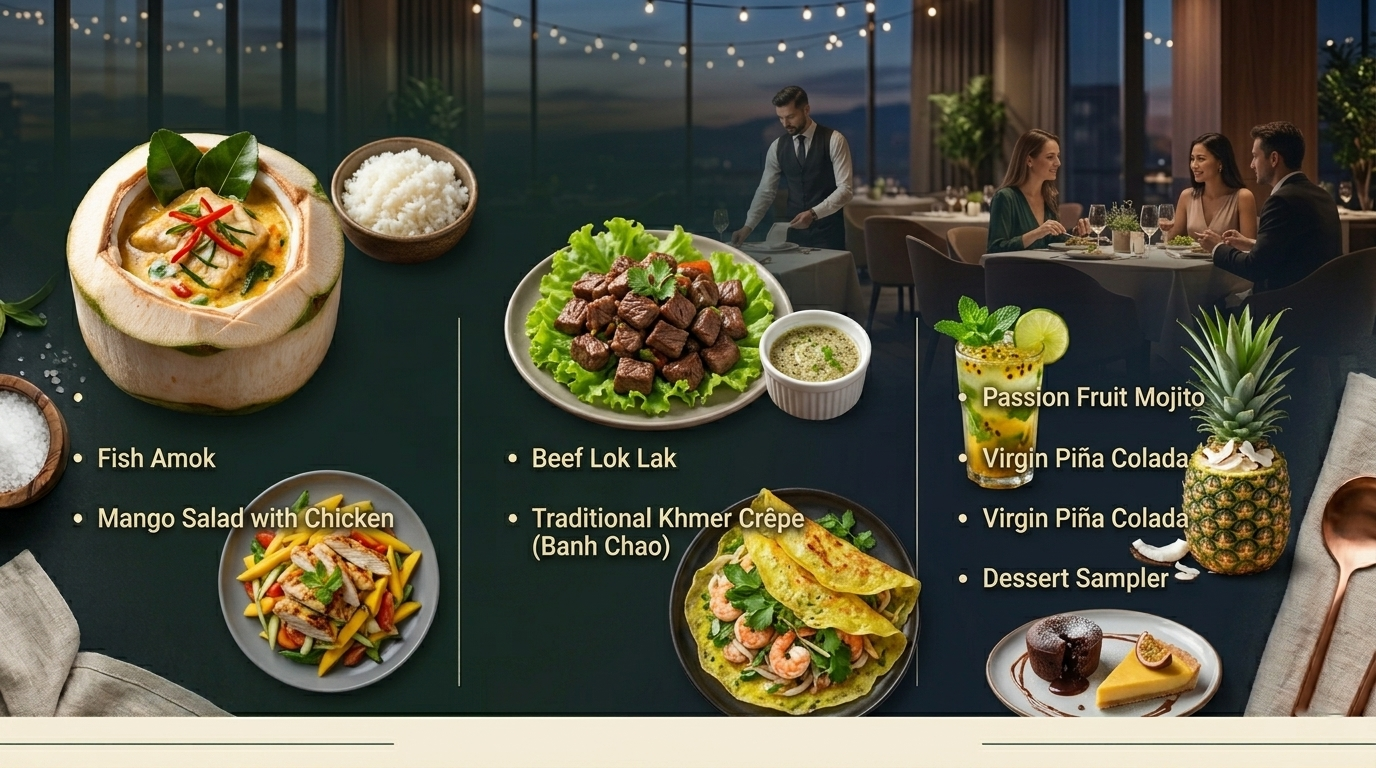 • 
• Fish Amok
• Mango Salad with Chicken
• Beef Lok Lak
• Traditional Khmer Crêpe
(Banh Chao)
• Passion Fruit Mojito
• Virgin Piña Colada
• Virgin Piña Colada
• Dessert Sampler